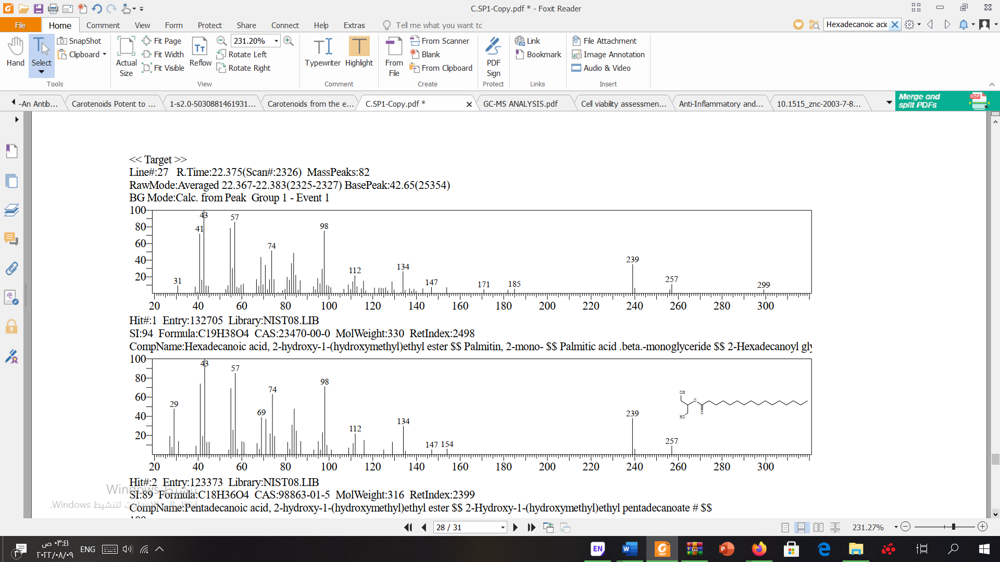 C.SP1-Copy.pdf * - Foxit Reader
File Home Comment View Form Protect Share Connect Help Extras Tell me what you want to Hexadecanoic acid
Hand
Select
SnapShot
Clipboard
Tools
Actual Size
Fit Page
Fit Width
Fit Visible
Reflow
231.20%
Rotate Left
Rotate Right
View
Typewriter
Highlight
Comment
From File
From Scanner
Blank
From Clipboard
Create
PDF Sign
Protect
Link
Bookmark
Links
File Attachment
Image Annotation
Audio & Video
Insert
–An Antib...
Carotenoids Potent to ...
1-s2.0-S030881461931...
Carotenoids from the e...
C.SP1-Copy.pdf *
GC-MS ANALYSIS.pdf
Cell viability assessmen...
Anti-Inflammatory and...
10.1515_znc-2003-7-8...
Merge and split PDFs
PDF
<< Target >>
Line#:27 R.Time:22.375(Scan#:2326) MassPeaks:82
RawMode:Averaged 22.367-22.383(2325-2327) BasePeak:42.65(25354)
BG Mode:Calc. from Peak Group 1 - Event 1
100 80 60 40 20
31 41 43 57 74 98 112 134 147 171 185 239 257 299
20 40 60 80 100 120 140 160 180 200 220 240 260 280 300
Hit#:1 Entry:132705 Library:NIST08.LIB
SI:94 Formula:C19H38O4 CAS:23470-00-0 MolWeight:330 RetIndex:2498
CompName:Hexadecanoic acid, 2-hydroxy-1-(hydroxymethyl)ethyl ester $$ Palmitin, 2-mono- $$ Palmitic acid .beta.-monoglyceride $$ 2-Hexadecanoyl gly
100 80 60 40 20
29 43 57 69 74 98 112 134 147 154 239 257
OH O O HO
20 40 60 80 100 120 140 160 180 200 220 240 260 280 300
Hit#:2 Entry:123373 Library:NIST08.LIB
SI:89 Formula:C18H36O4 CAS:98863-01-5 MolWeight:316 RetIndex:2399
CompName:Pentadecanoic acid, 2-hydroxy-1-(hydroxymethyl)ethyl ester $$ 2-Hydroxy-1-(hydroxymethyl)ethyl pentadecanoate # $$
100
تنشيط Windows
انتقل إلى الإعدادات لتنشيط Windows.
28 / 31
231.27%
٠٣:٤١ ص
٢٠٢٢/٠٨/٠٩
ENG
EN